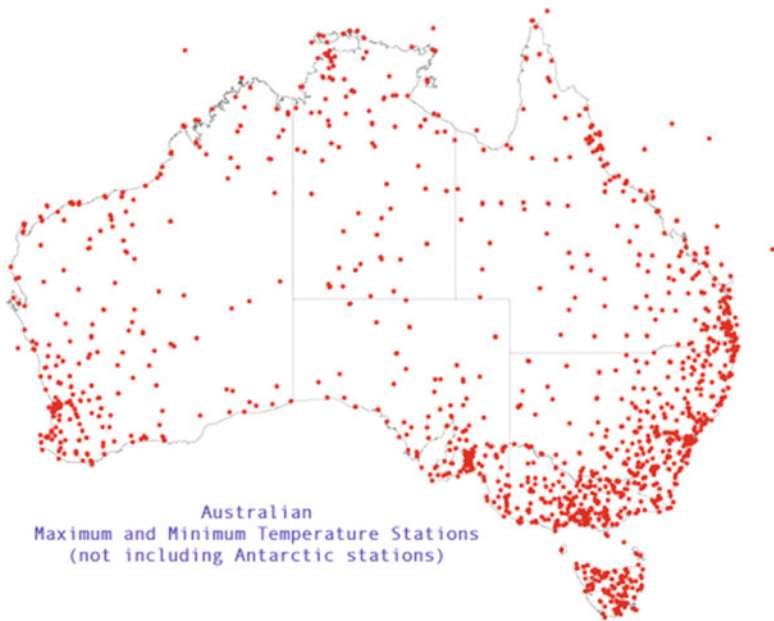 Australian
Maximum and Minimum Temperature Stations
(not including Antarctic stations)